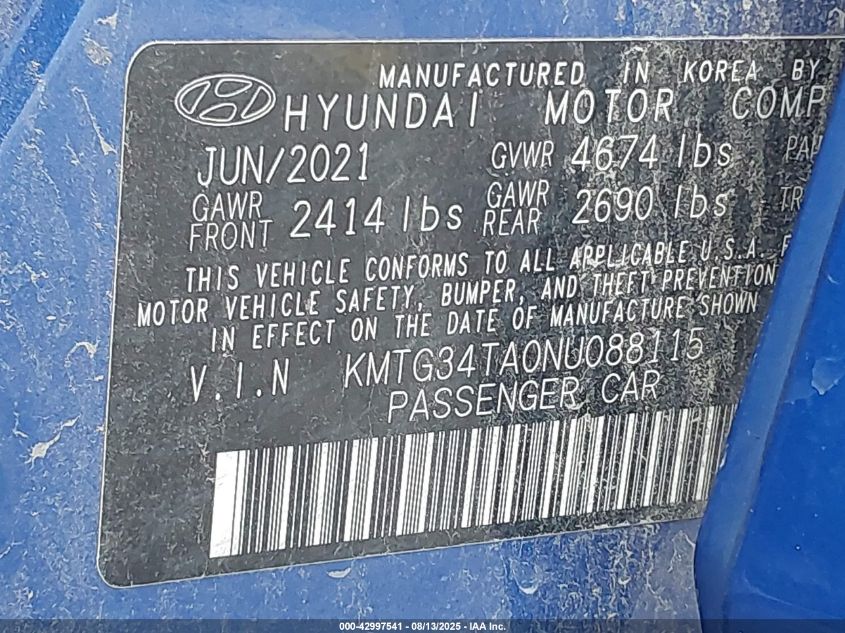 MANUFACTURED IN KOREA BY
HYUNDAI MOTOR COMP
JUN/2021 GVWR 4674 lbs PAI
GAWR FRONT 2414 lbs GAWR REAR 2690 lbs TR
THIS VEHICLE CONFORMS TO ALL APPLICABLE U.S.A. F
MOTOR VEHICLE SAFETY, BUMPER, AND THEFT PREVENTION
IN EFFECT ON THE DATE OF MANUFACTURE SHOWN
V.I.N KMTG34TA0NU088115
PASSENGER CAR
000-42997541 - 08/13/2025 - IAA Inc.